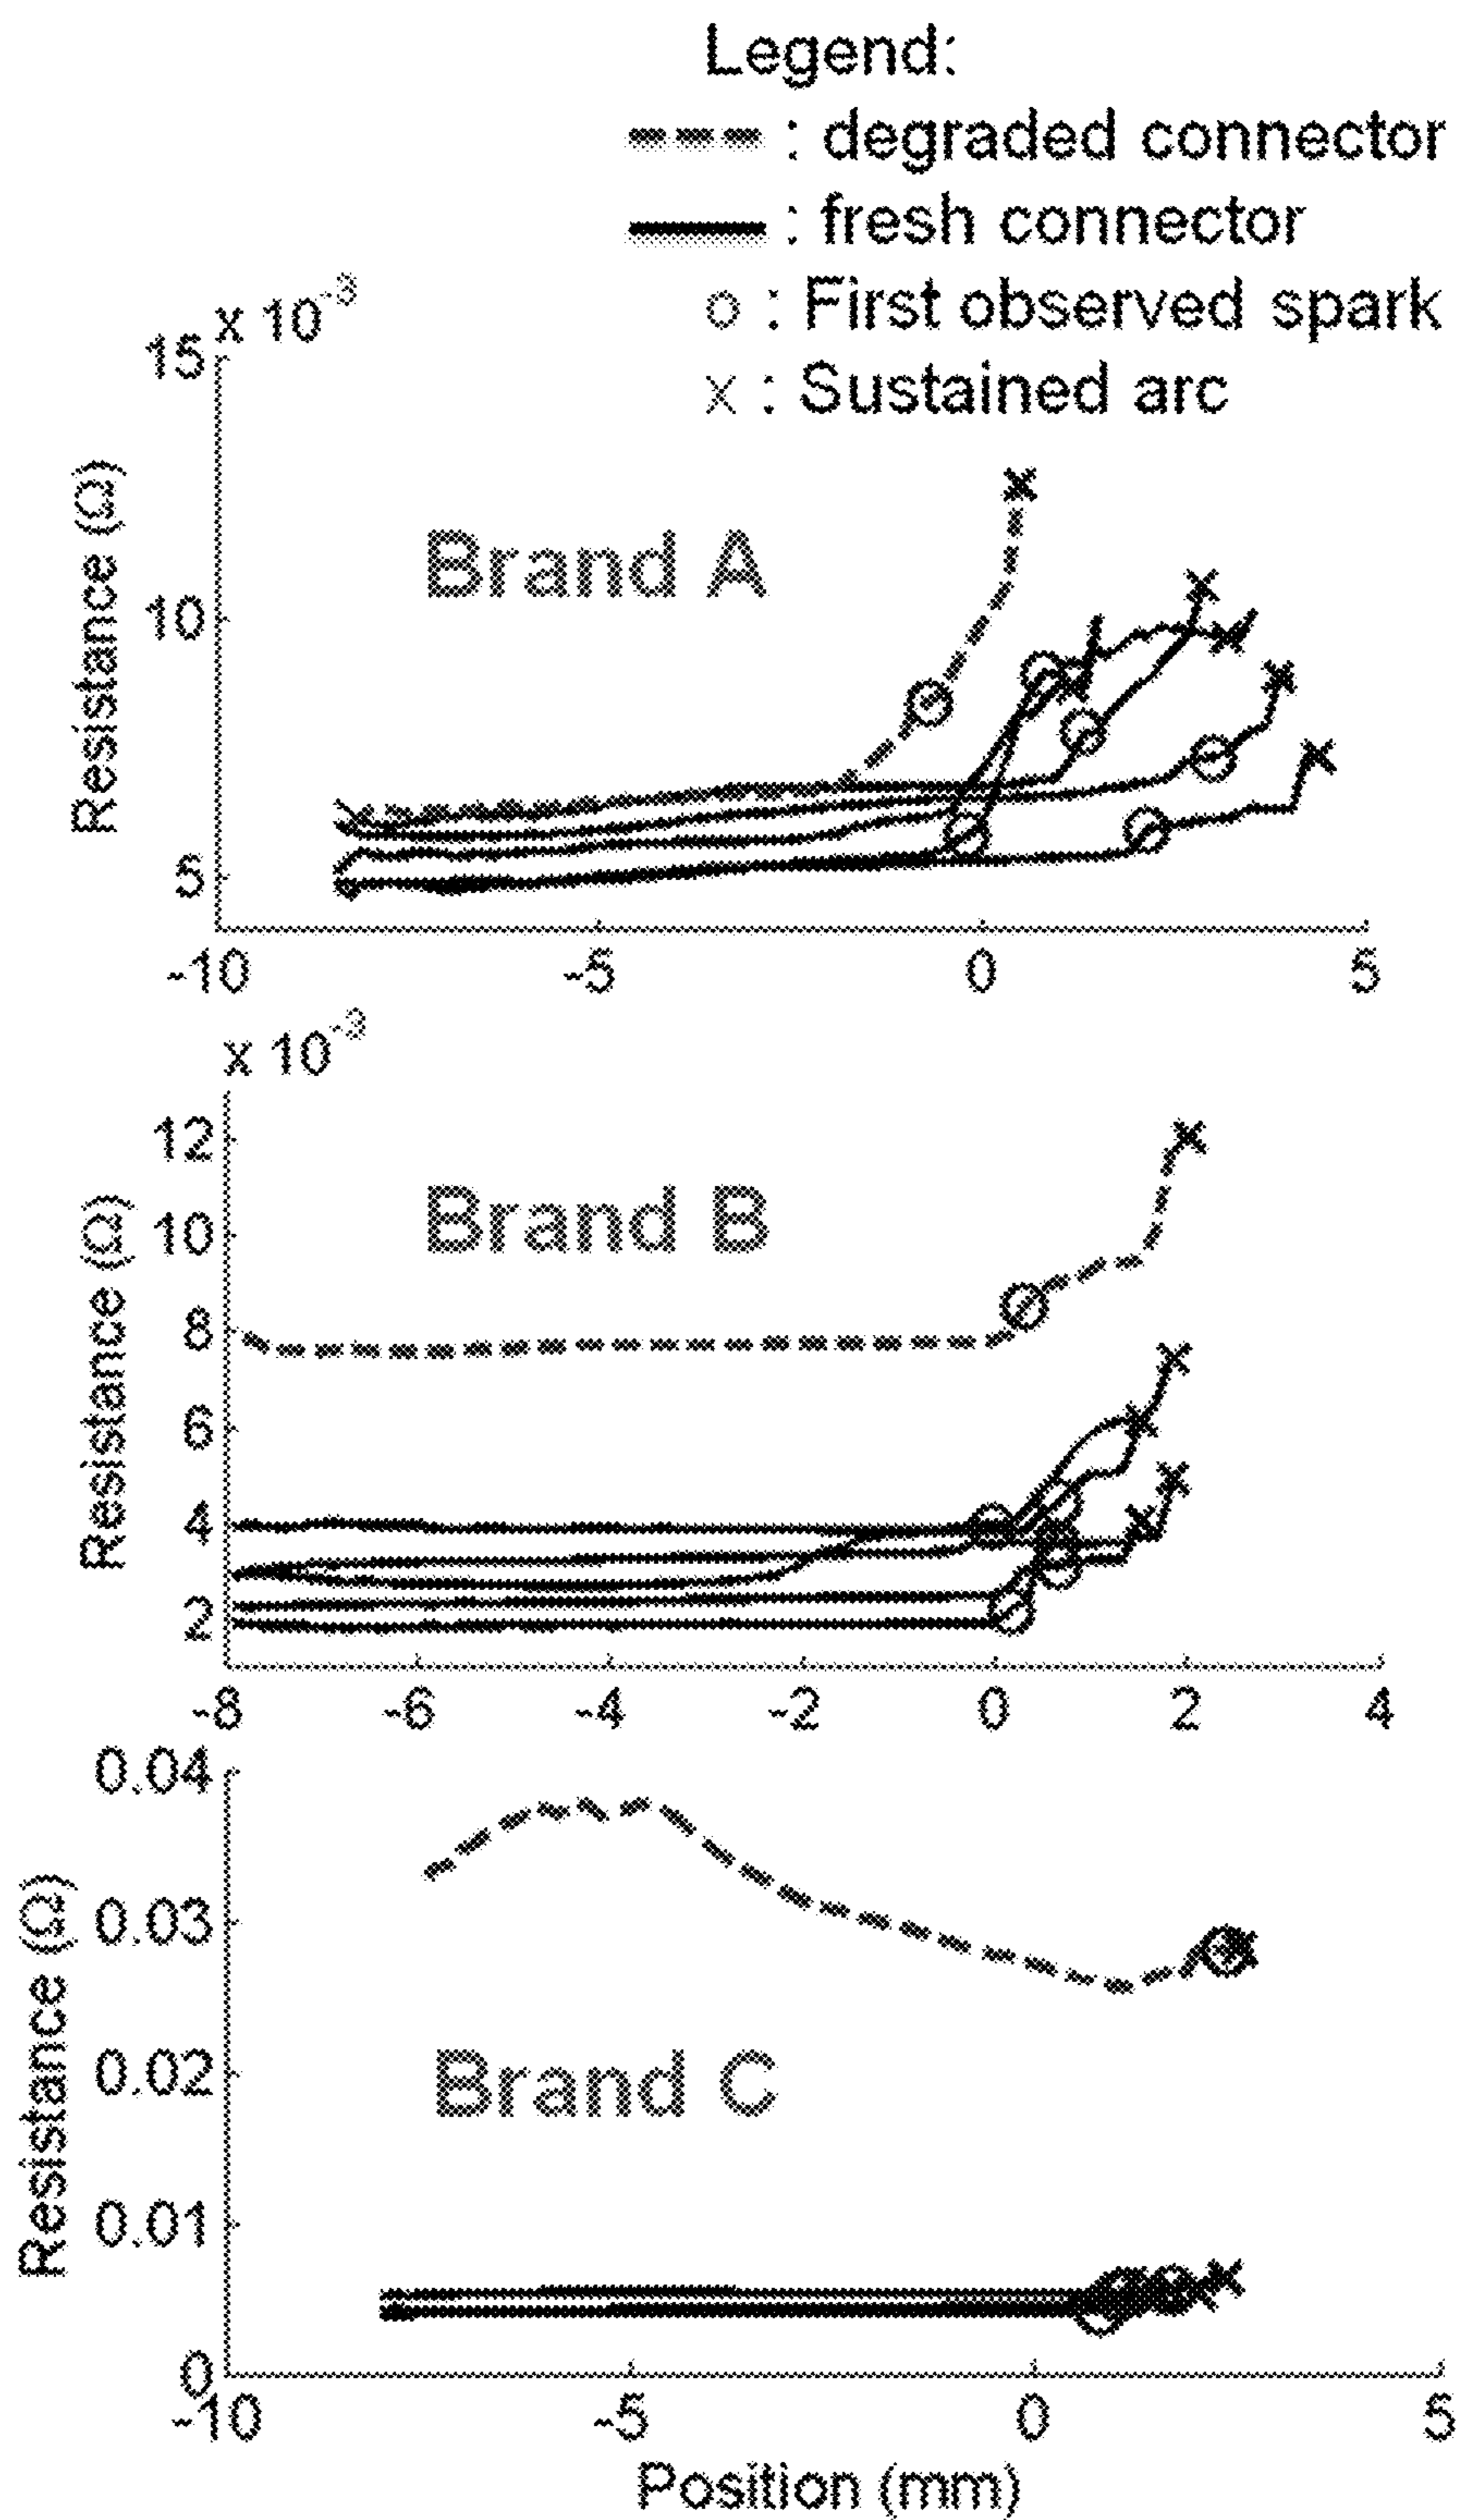 Legend:
: degraded connector
: fresh connector
o : First observed spark
x : Sustained arc
x 10-3
15
10
5
Resistance (Ω)
Brand A
-10 -5 0 5
x 10-3
12
10
8
6
4
2
Resistance (Ω)
Brand B
-8 -6 -4 -2 0 2 4
0.04
0.03
0.02
0.01
0
Resistance (Ω)
Brand C
-10 -5 0 5
Position (mm)